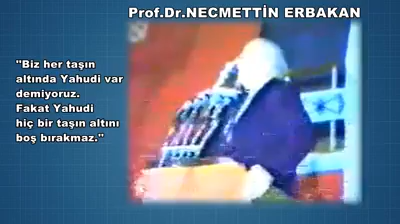 Prof.Dr.NECMETTİN ERBAKAN
"Biz her taşın
altında Yahudi var
demiyoruz.
Fakat Yahudi
hiç bir taşın altını
boş bırakmaz."